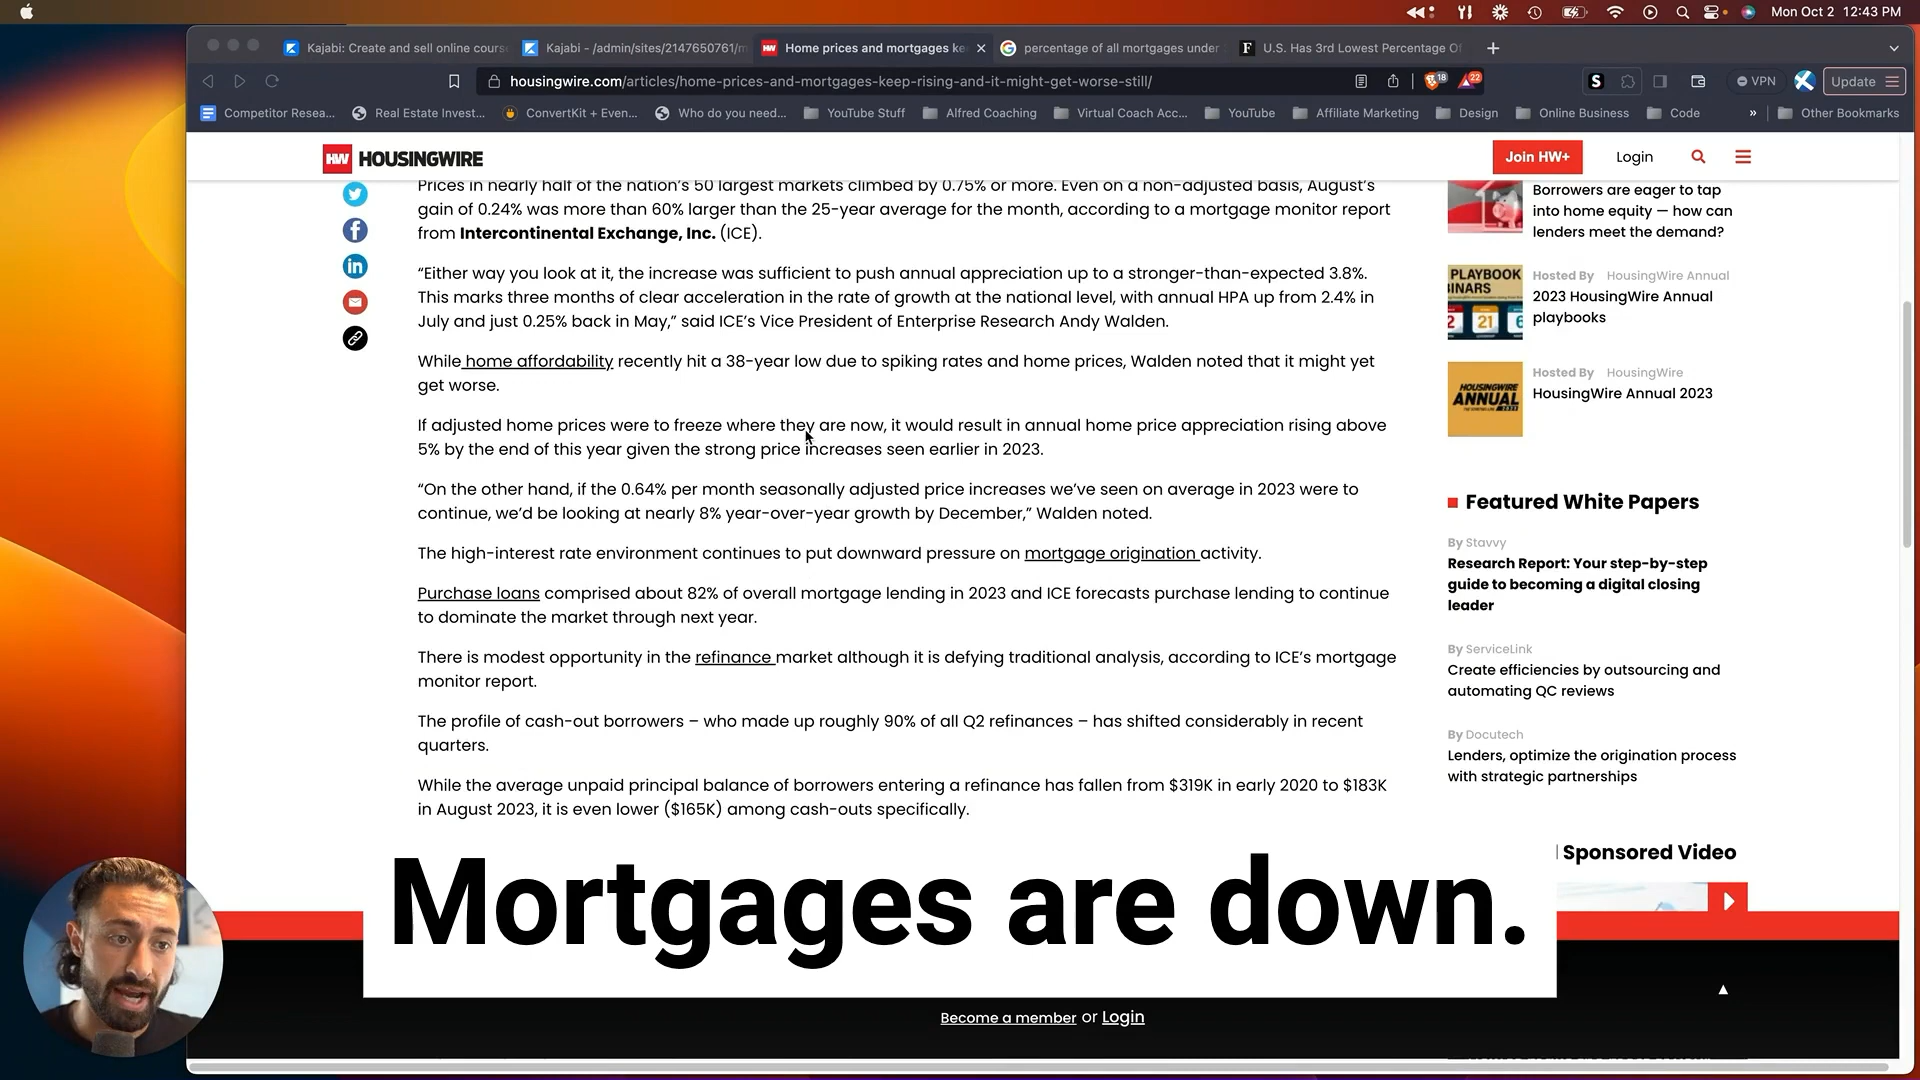 Mon Oct 2 12:43 PM
Kajabi: Create and sell online cours
Kajabi - /admin/sites/2147650761/m
HW Home prices and mortgages ke
percentage of all mortgages under
F U.S. Has 3rd Lowest Percentage Of
housingwire.com/articles/home-prices-and-mortgages-keep-rising-and-it-might-get-worse-still/
18
22
S
VPN
Update
Competitor Resea...
Real Estate Invest...
ConvertKit + Even...
Who do you need...
YouTube Stuff
Alfred Coaching
Virtual Coach Acc...
YouTube
Affiliate Marketing
Design
Online Business
Code
»
Other Bookmarks
HW HOUSINGWIRE
Join HW+
Login
Prices in nearly half of the nation's 50 largest markets climbed by 0.75% or more. Even on a non-adjusted basis, August's
gain of 0.24% was more than 60% larger than the 25-year average for the month, according to a mortgage monitor report
from Intercontinental Exchange, Inc. (ICE).
“Either way you look at it, the increase was sufficient to push annual appreciation up to a stronger-than-expected 3.8%.
This marks three months of clear acceleration in the rate of growth at the national level, with annual HPA up from 2.4% in
July and just 0.25% back in May,” said ICE’s Vice President of Enterprise Research Andy Walden.
While home affordability recently hit a 38-year low due to spiking rates and home prices, Walden noted that it might yet
get worse.
If adjusted home prices were to freeze where they are now, it would result in annual home price appreciation rising above
5% by the end of this year given the strong price increases seen earlier in 2023.
“On the other hand, if the 0.64% per month seasonally adjusted price increases we’ve seen on average in 2023 were to
continue, we’d be looking at nearly 8% year-over-year growth by December,” Walden noted.
The high-interest rate environment continues to put downward pressure on mortgage origination activity.
Purchase loans comprised about 82% of overall mortgage lending in 2023 and ICE forecasts purchase lending to continue
to dominate the market through next year.
There is modest opportunity in the refinance market although it is defying traditional analysis, according to ICE’s mortgage
monitor report.
The profile of cash-out borrowers – who made up roughly 90% of all Q2 refinances – has shifted considerably in recent
quarters.
While the average unpaid principal balance of borrowers entering a refinance has fallen from $319K in early 2020 to $183K
in August 2023, it is even lower ($165K) among cash-outs specifically.
Borrowers are eager to tap
into home equity — how can
lenders meet the demand?
PLAYBOOK
INARS
2 21 6
Hosted By HousingWire Annual
2023 HousingWire Annual
playbooks
HOUSINGWIRE
ANNUAL
Hosted By HousingWire
HousingWire Annual 2023
Featured White Papers
By Stavvy
Research Report: Your step-by-step
guide to becoming a digital closing
leader
By ServiceLink
Create efficiencies by outsourcing and
automating QC reviews
By Docutech
Lenders, optimize the origination process
with strategic partnerships
Sponsored Video
Mortgages are down.
Become a member or Login